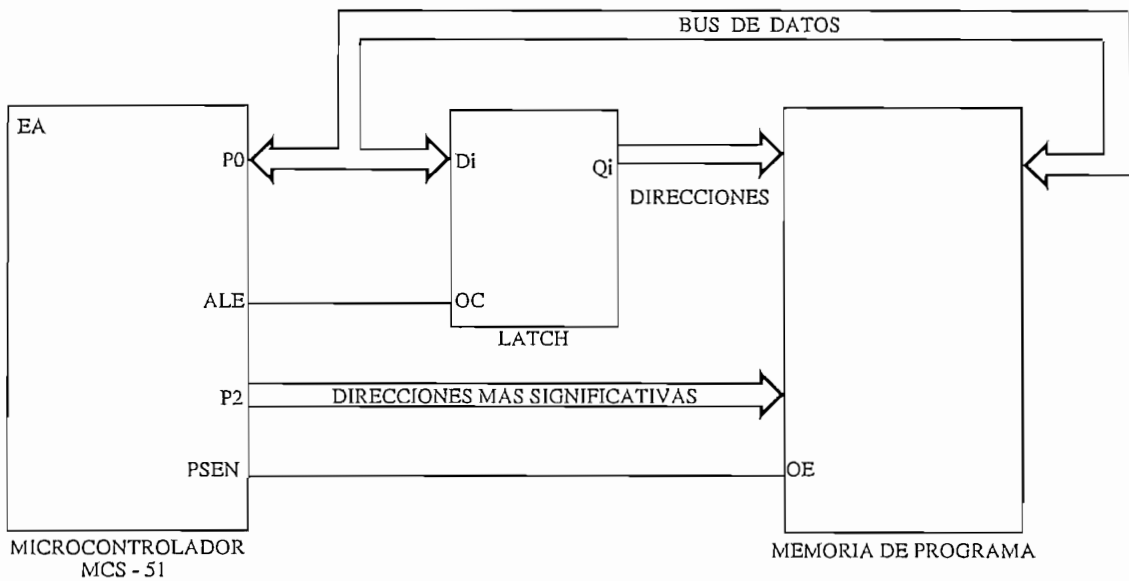 BUS DE DATOS
EA
P0
Di
Qi
DIRECCIONES
ALE
OC
LATCH
P2
DIRECCIONES MAS SIGNIFICATIVAS
PSEN
OE
MICROCONTROLADOR
MCS - 51
MEMORIA DE PROGRAMA